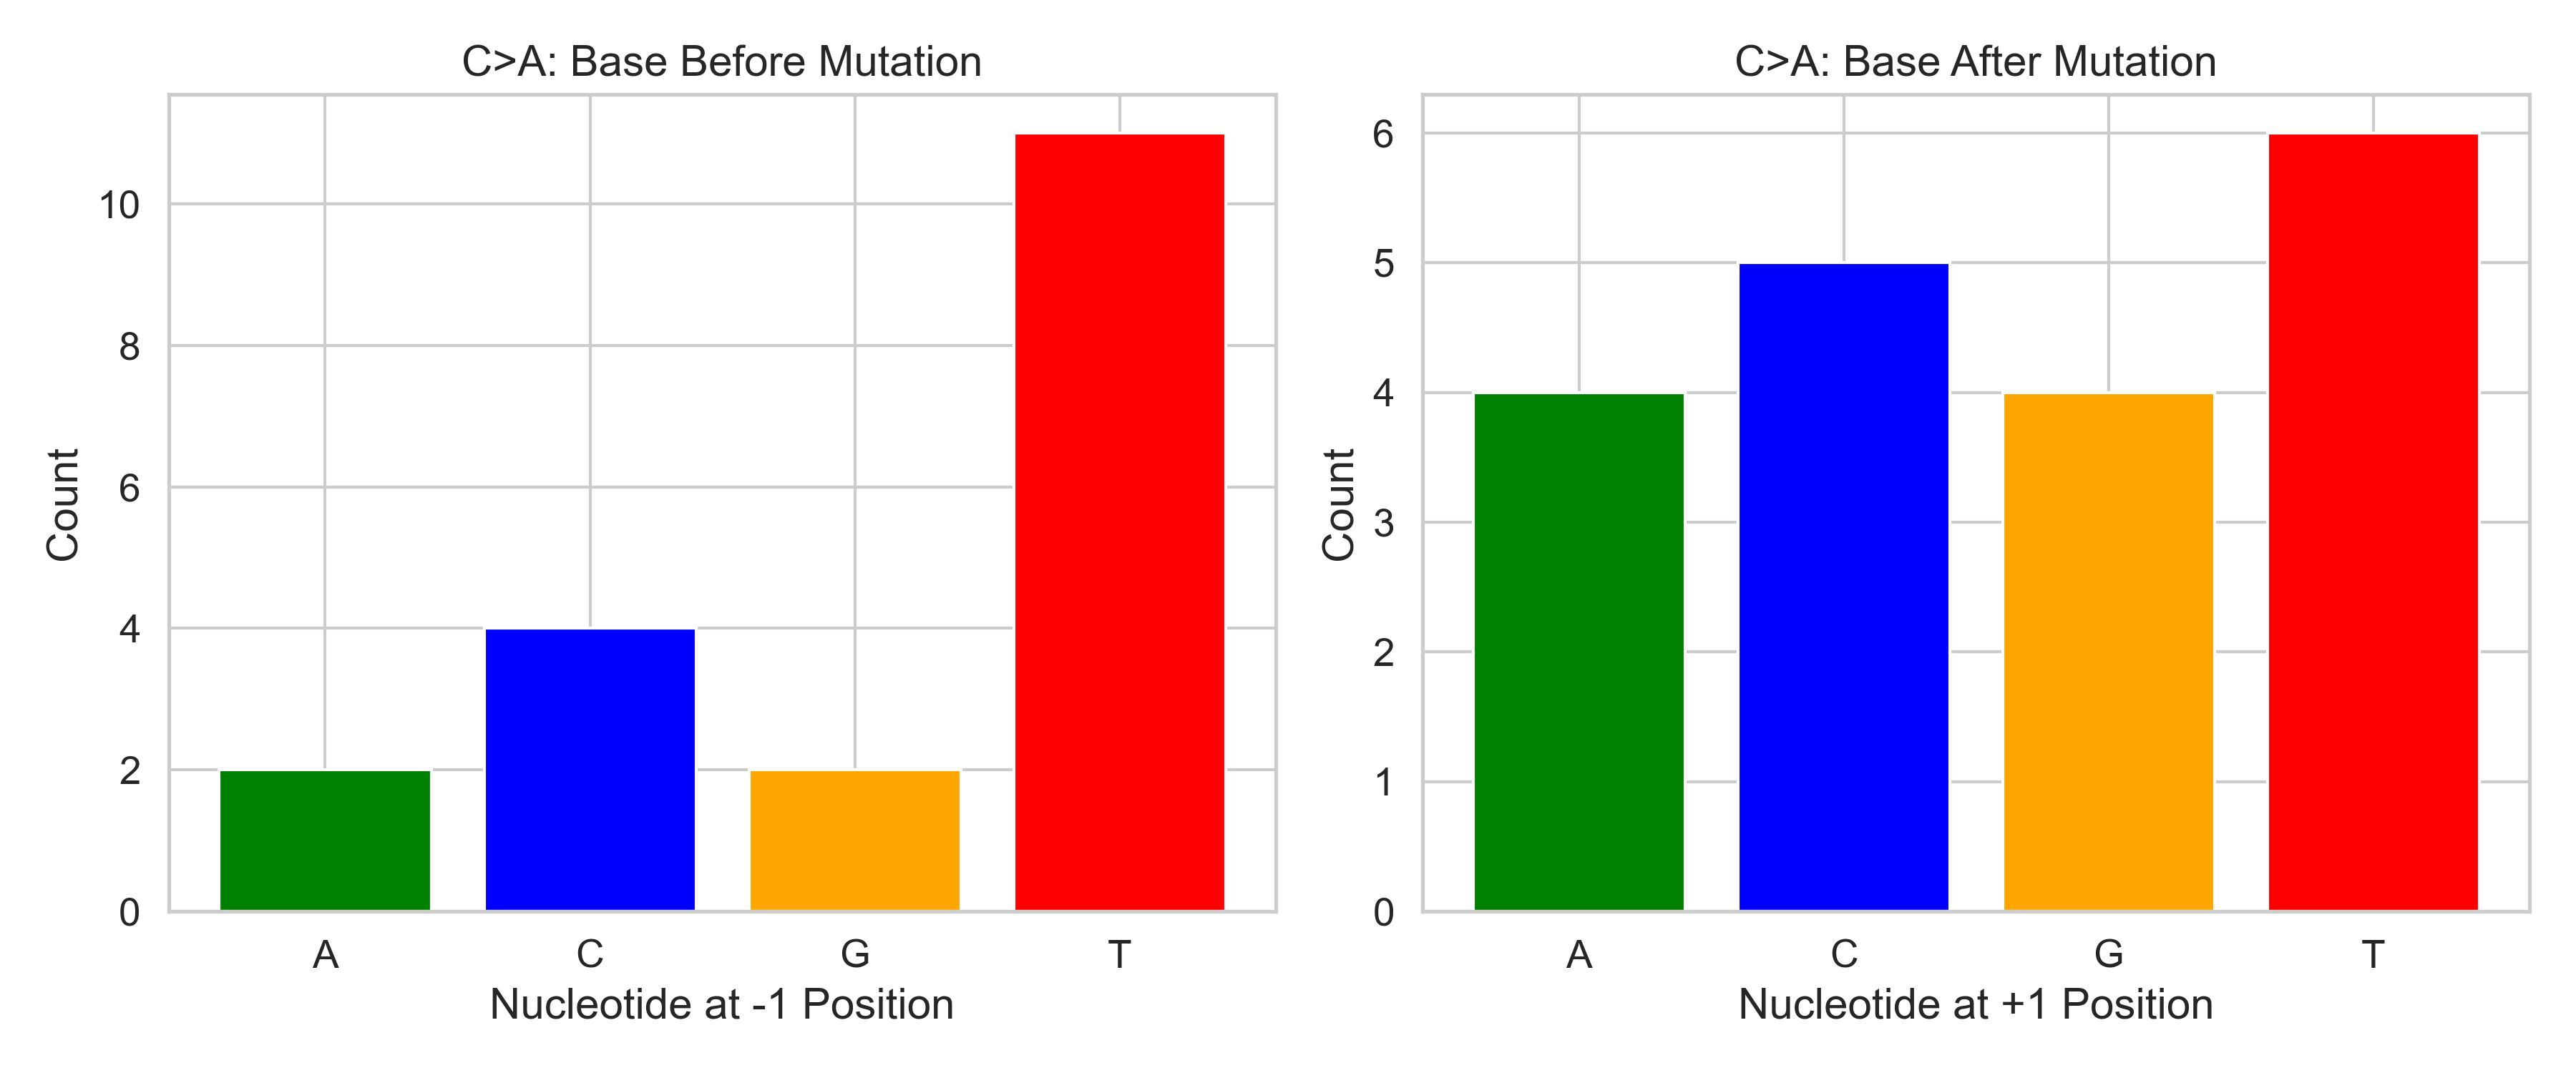 C>A: Base Before Mutation
Count
10
8
6
4
2
0
A C G T
Nucleotide at -1 Position
C>A: Base After Mutation
Count
6
5
4
3
2
1
0
A C G T
Nucleotide at +1 Position